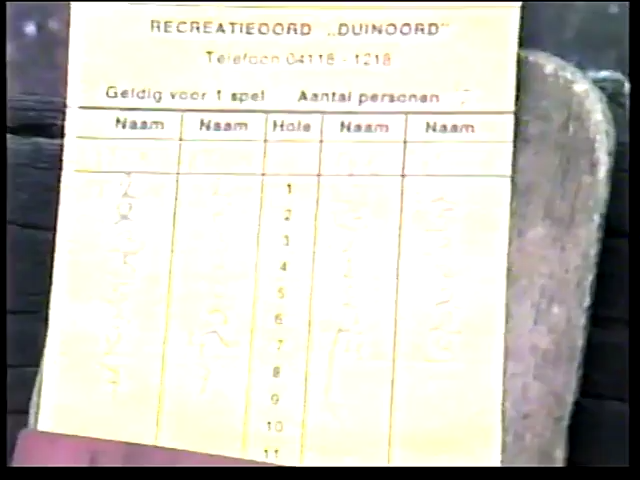 RECREATIEOORD „DUINOORD"
Telefoon 04118 - 1218
Geldig voor 1 spel Aantal personen
Naam Naam Hole Naam Naam
1
2
3
4
5
6
7
8
9
10
11